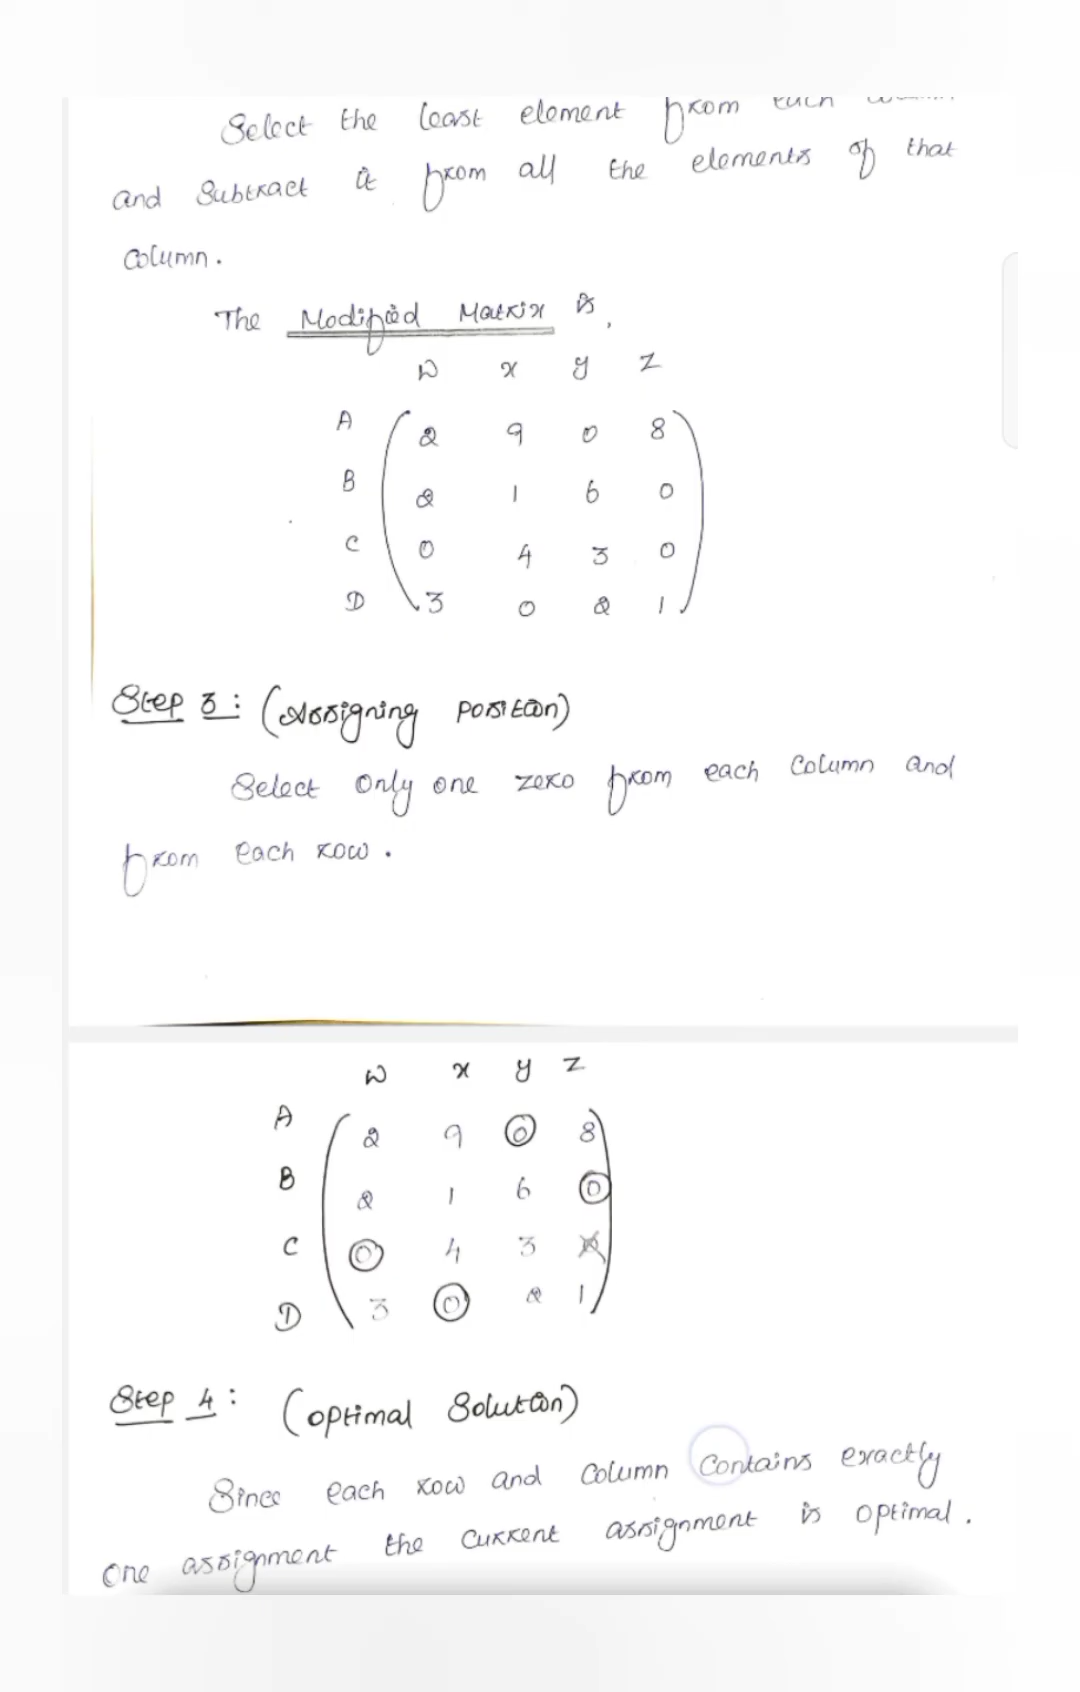 Select the least element from each
and Subtract it from all the elements of that
Column.
The Modified Matrix is,
W x y z
A 2 9 0 8
B 2 1 6 0
C 0 4 3 0
D 3 0 2 1
Step 3: (Assigning position)
Select only one zero from each Column and
from each row.
W x y z
A 2 9 0 8
B 2 1 6 0
C 0 4 3 0
D 3 0 2 1
Step 4: (optimal Solution)
Since each row and Column Contains exactly
one assignment the current assignment is optimal.